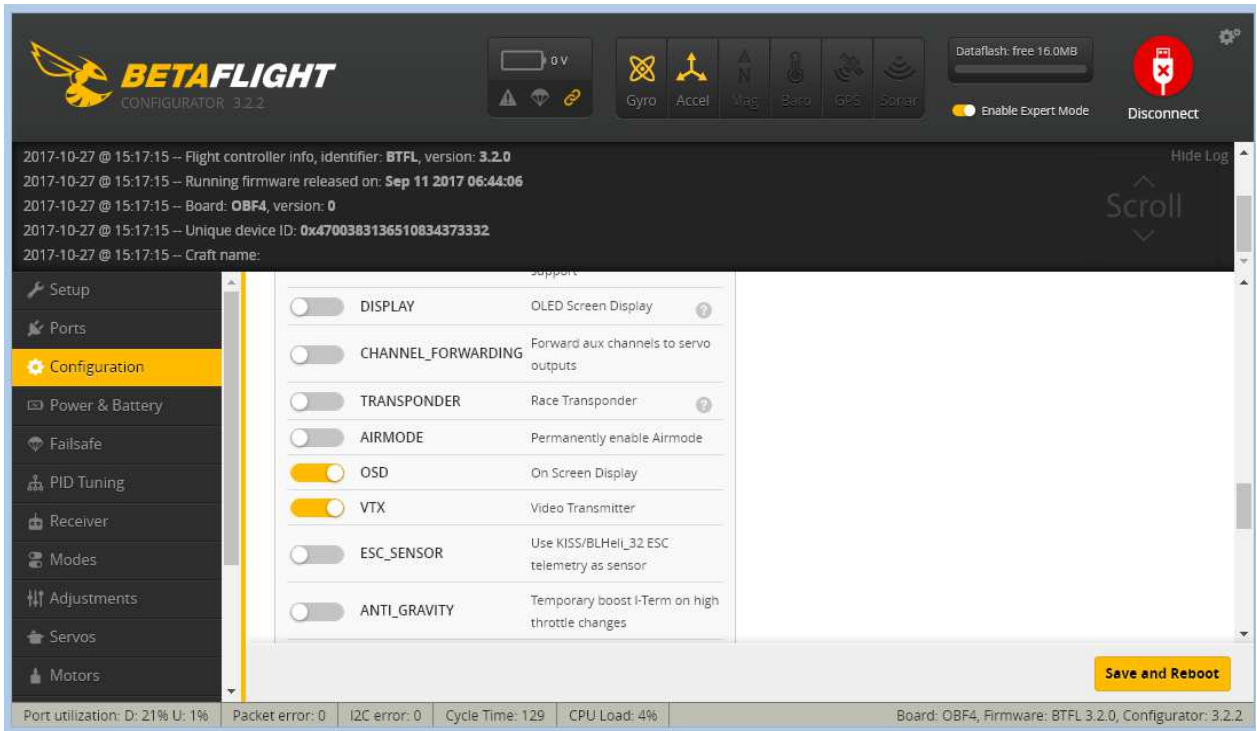 BETAFLIGHT
CONFIGURATOR 3.2.2
0 V
Gyro Accel Mag Baro GPS Sonar
Dataflash: free 16.0MB
Enable Expert Mode
Disconnect
2017-10-27 @ 15:17:15 -- Flight controller info, identifier: BTFL, version: 3.2.0
Hide Log
2017-10-27 @ 15:17:15 -- Running firmware released on: Sep 11 2017 06:44:06
2017-10-27 @ 15:17:15 -- Board: OBF4, version: 0
Scroll
2017-10-27 @ 15:17:15 -- Unique device ID: 0x4700383136510834373332
2017-10-27 @ 15:17:15 -- Craft name:
Setup
Ports
Configuration
Power & Battery
Failsafe
PID Tuning
Receiver
Modes
Adjustments
Servos
Motors
support
DISPLAY OLED Screen Display
CHANNEL_FORWARDING Forward aux channels to servo
outputs
TRANSPONDER Race Transponder
AIRMODE Permanently enable Airmode
OSD On Screen Display
VTX Video Transmitter
ESC_SENSOR Use KISS/BLHeli_32 ESC
telemetry as sensor
ANTI_GRAVITY Temporary boost I-Term on high
throttle changes
Save and Reboot
Port utilization: D: 21% U: 1% Packet error: 0 I2C error: 0 Cycle Time: 129 CPU Load: 4% Board: OBF4, Firmware: BTFL 3.2.0, Configurator: 3.2.2